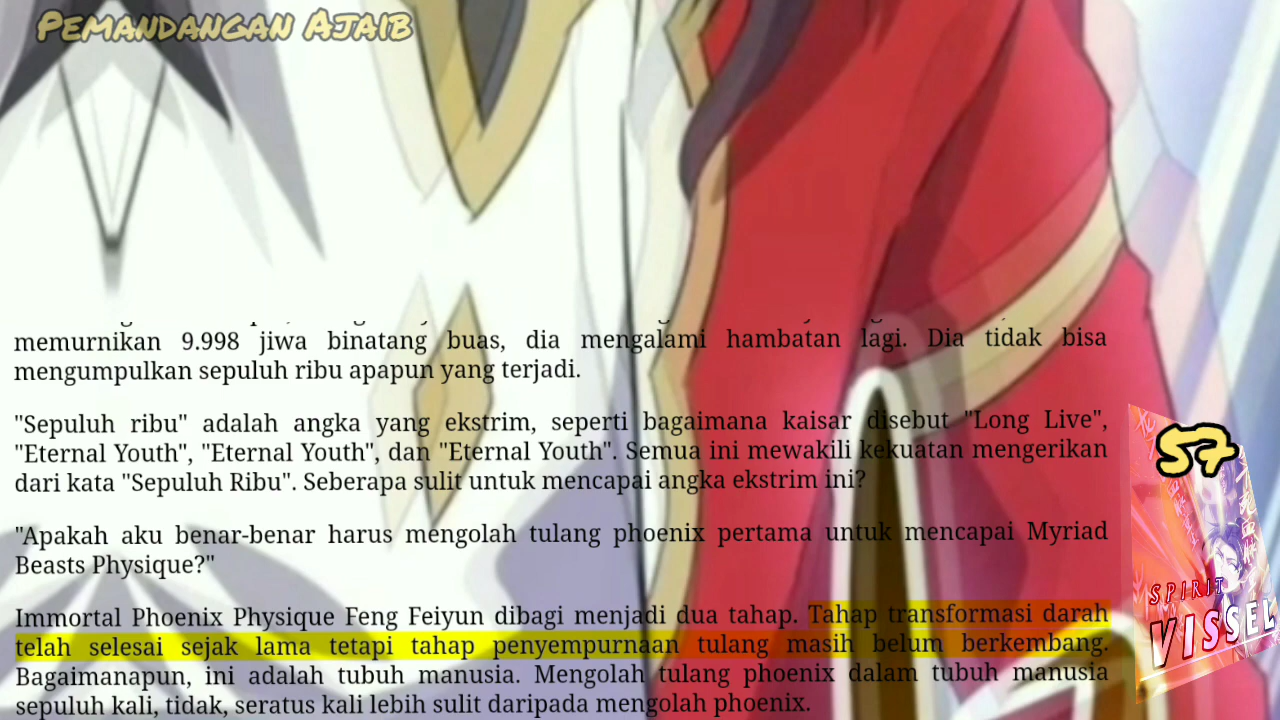 Pemandangan Ajaib
memurnikan 9.998 jiwa binatang buas, dia mengalami hambatan lagi. Dia tidak bisa
mengumpulkan sepuluh ribu apapun yang terjadi.
"Sepuluh ribu" adalah angka yang ekstrim, seperti bagaimana kaisar disebut "Long Live",
"Eternal Youth", "Eternal Youth", dan "Eternal Youth". Semua ini mewakili kekuatan mengerikan
dari kata "Sepuluh Ribu". Seberapa sulit untuk mencapai angka ekstrim ini?
"Apakah aku benar-benar harus mengolah tulang phoenix pertama untuk mencapai Myriad
Beasts Physique?"
Immortal Phoenix Physique Feng Feiyun dibagi menjadi dua tahap. Tahap transformasi darah
telah selesai sejak lama tetapi tahap penyempurnaan tulang masih belum berkembang.
Bagaimanapun, ini adalah tubuh manusia. Mengolah tulang phoenix dalam tubuh manusia
sepuluh kali, tidak, seratus kali lebih sulit daripada mengolah phoenix.
57
SPIRIT
VISSEL